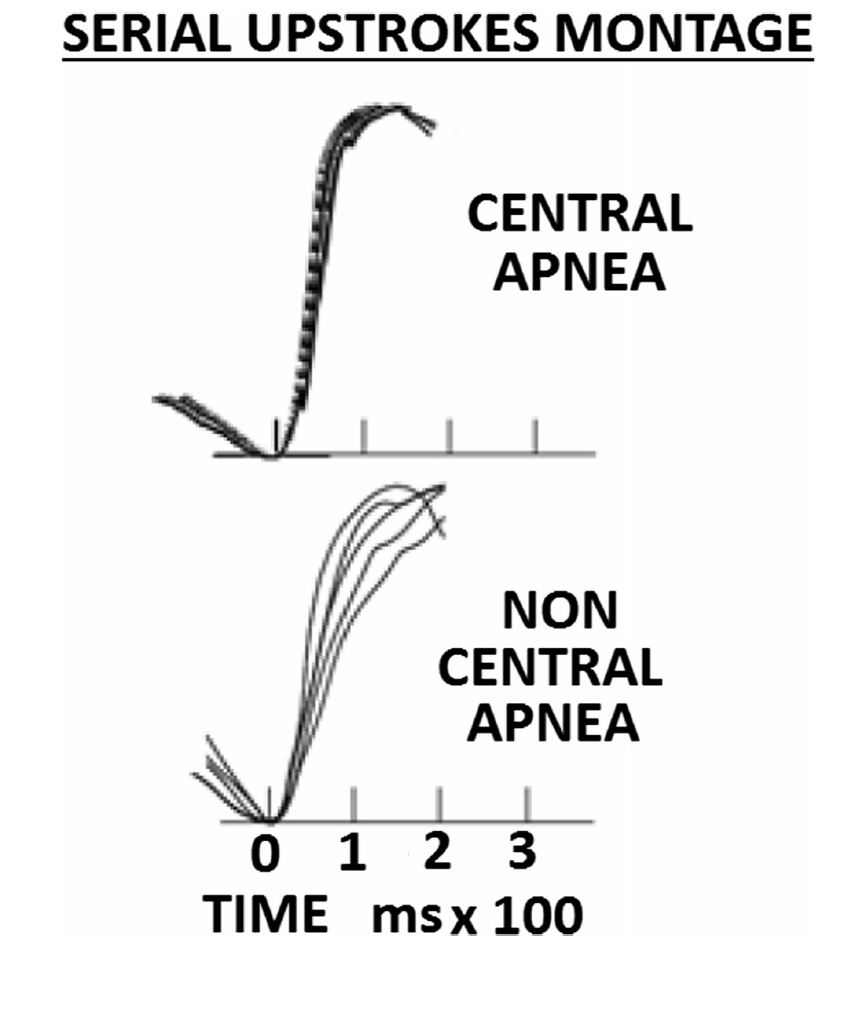 SERIAL UPSTROKES MONTAGE
CENTRAL
APNEA
NON
CENTRAL
APNEA
0 1 2 3
TIME ms x 100